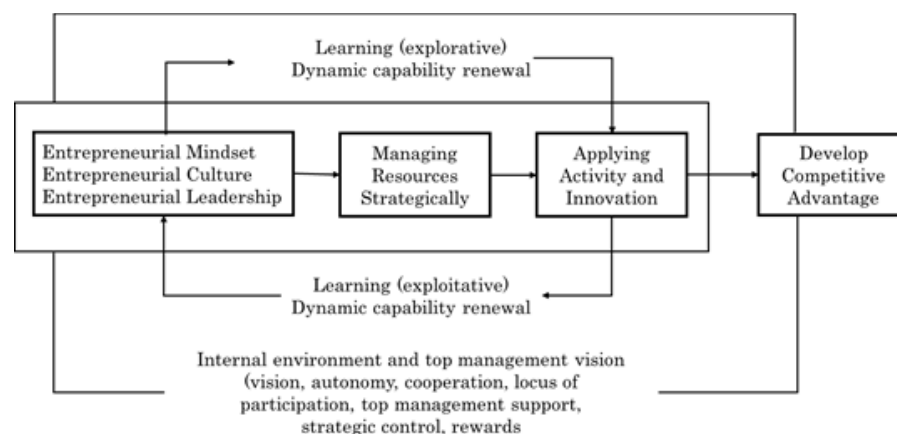 Learning (explorative)
Dynamic capability renewal
Entrepreneurial Mindset
Entrepreneurial Culture
Entrepreneurial Leadership
Managing
Resources
Strategically
Applying
Activity and
Innovation
Develop
Competitive
Advantage
Learning (exploitative)
Dynamic capability renewal
Internal environment and top management vision
(vision, autonomy, cooperation, locus of
participation, top management support,
strategic control, rewards